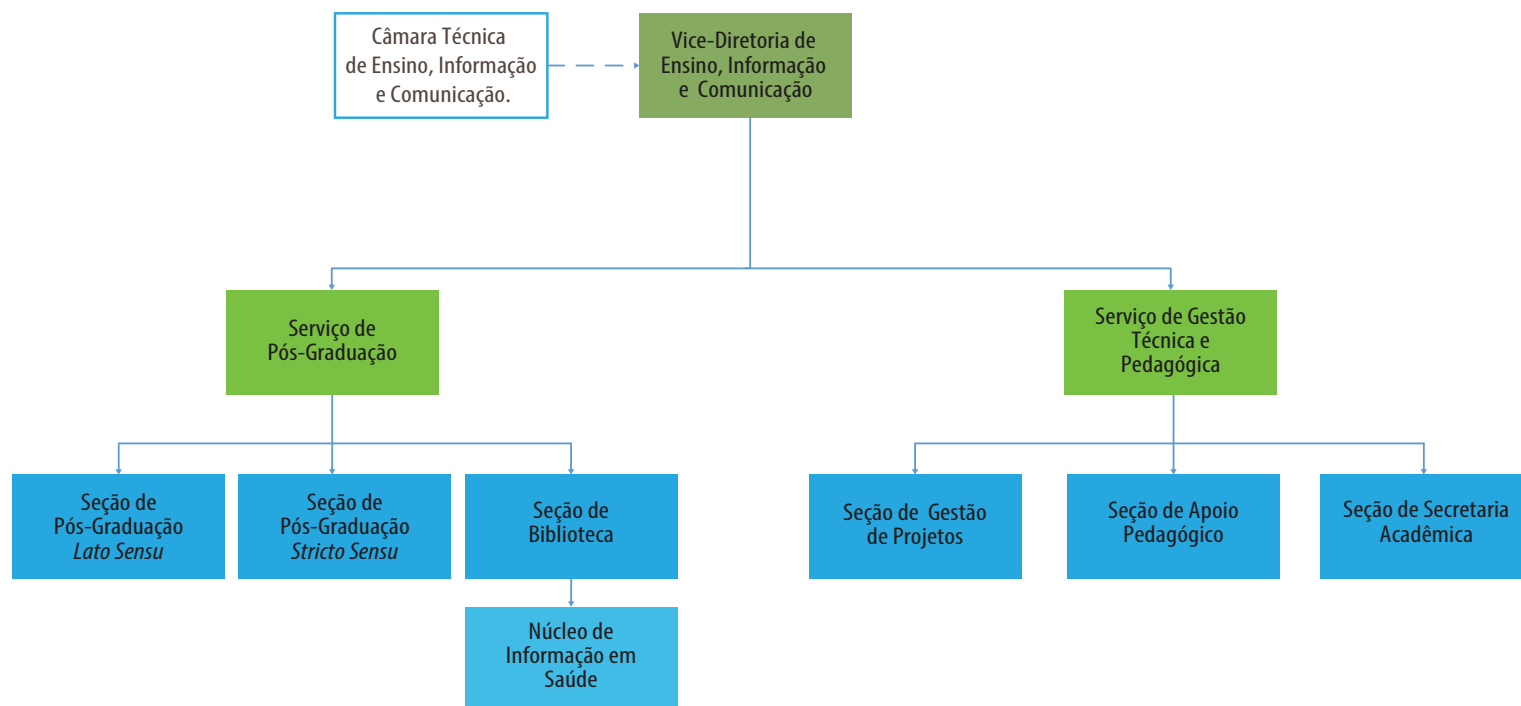 Câmara Técnica
de Ensino, Informação
e Comunicação.
Vice-Diretoria de
Ensino, Informação
e Comunicação
Serviço de
Pós-Graduação
Serviço de Gestão
Técnica e
Pedagógica
Seção de
Pós-Graduação
Lato Sensu
Seção de
Pós-Graduação
Stricto Sensu
Seção de
Biblioteca
Seção de Gestão
de Projetos
Seção de Apoio
Pedagógico
Seção de Secretaria
Acadêmica
Núcleo de
Informação em
Saúde